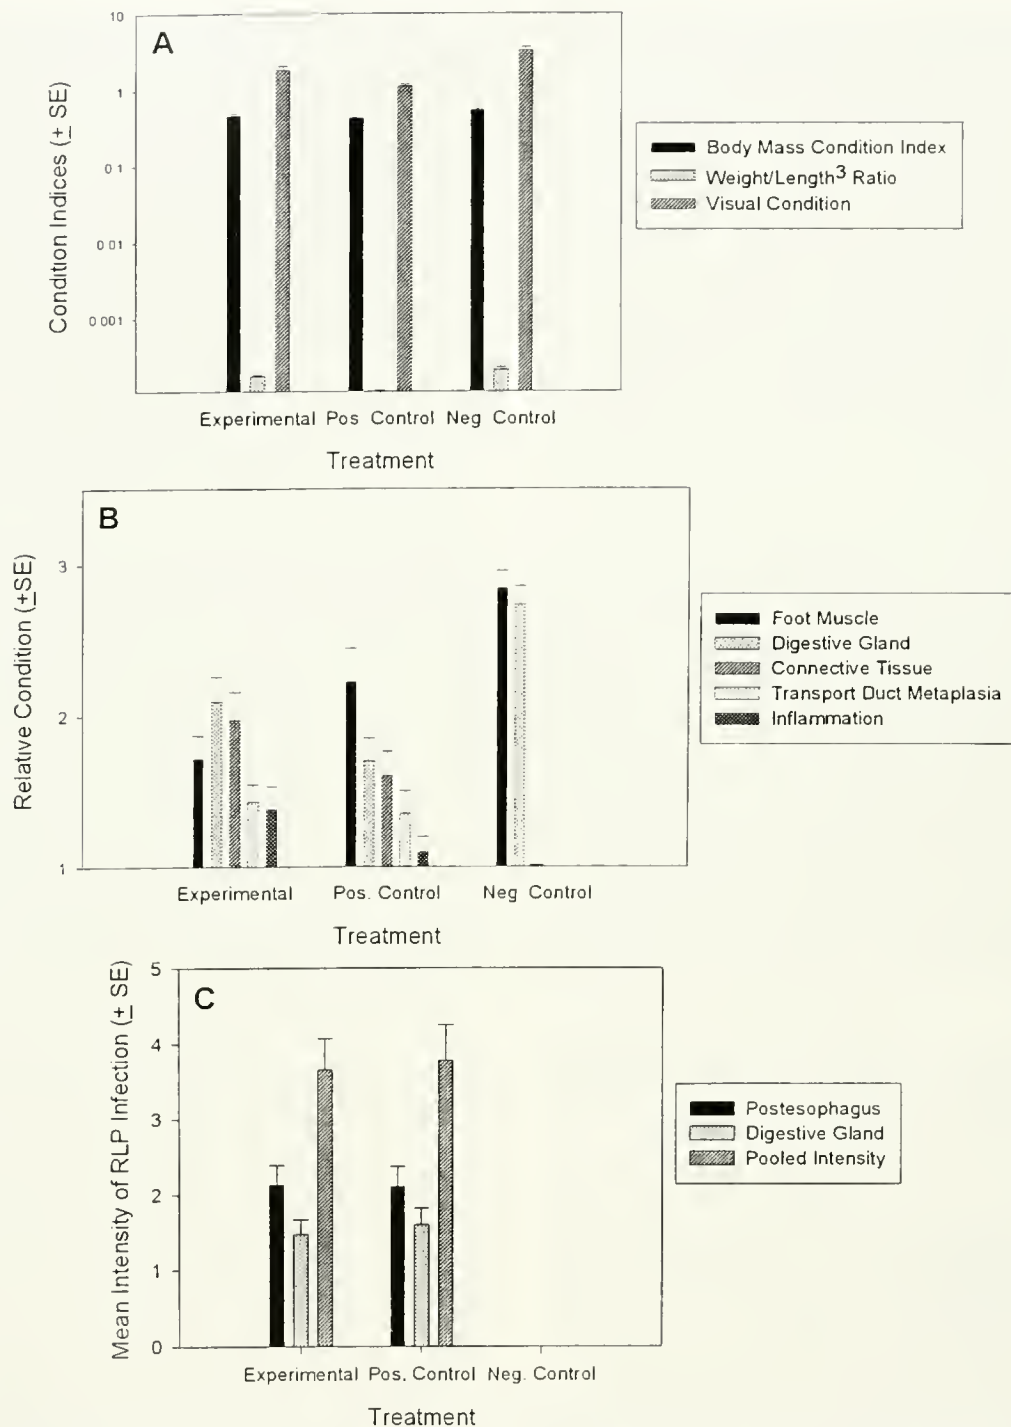 A
10
1
0 1
0 01
0 001
Condition Indices (± SE)
Experimental Pos Control Neg Control
Treatment
Body Mass Condition Index
Weight/Length3 Ratio
Visual Condition
B
3
2
1
Relative Condition (±SE)
Experimental Pos. Control Neg Control
Treatment
Foot Muscle
Digestive Gland
Connective Tissue
Transport Duct Metaplasia
Inflammation
C
5
4
3
2
1
0
Mean Intensity of RLP Infection (± SE)
Experimental Pos. Control Neg. Control
Treatment
Postesophagus
Digestive Gland
Pooled Intensity